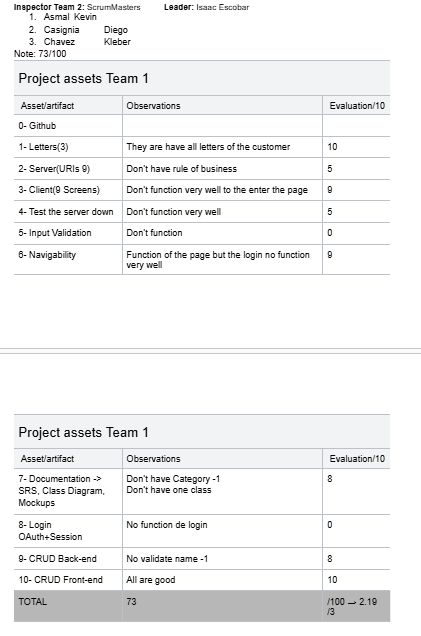 Inspector Team 2: ScrumMasters Leader: Isaac Escobar
1. Asmal Kevin
2. Casignia Diego
3. Chavez Kleber
Note: 73/100
Project assets Team 1
Asset/artifact Observations Evaluation/10
0- Github
1- Letters(3) They are have all letters of the customer 10
2- Server(URIs 9) Don't have rule of business 5
3- Client(9 Screens) Don't function very well to the enter the page 9
4- Test the server down Don't function very well 5
5- Input Validation Don't function 0
6- Navigability Function of the page but the login no function 9
very well
Project assets Team 1
Asset/artifact Observations Evaluation/10
7- Documentation -> Don't have Category -1 8
SRS, Class Diagram, Don't have one class
Mockups
8- Login No function de login 0
OAuth+Session
9- CRUD Back-end No validate name -1 8
10- CRUD Front-end All are good 10
TOTAL 73 /100 → 2.19
/3